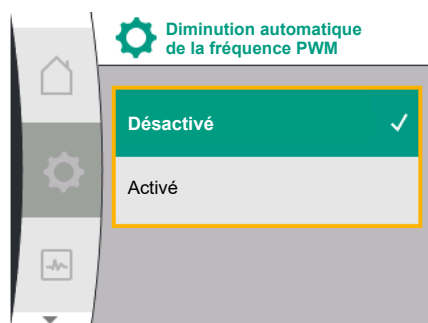 Diminution automatique
de la fréquence PWM
Désactivé
Activé